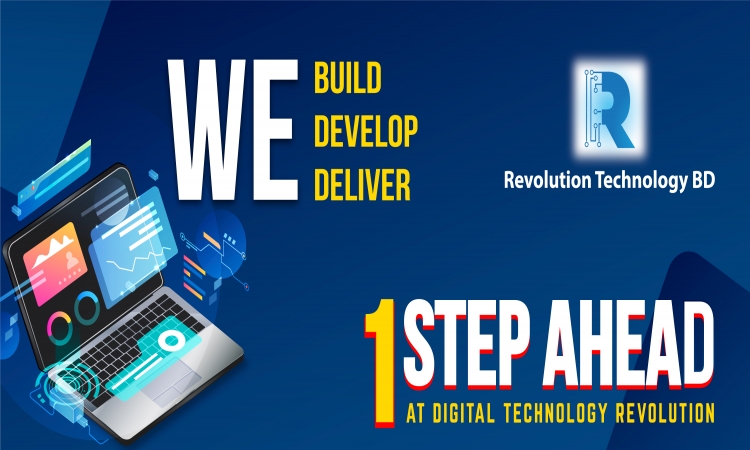 WE
BUILD
DEVELOP
DELIVER
R
Revolution Technology BD
1 STEP AHEAD
AT DIGITAL TECHNOLOGY REVOLUTION